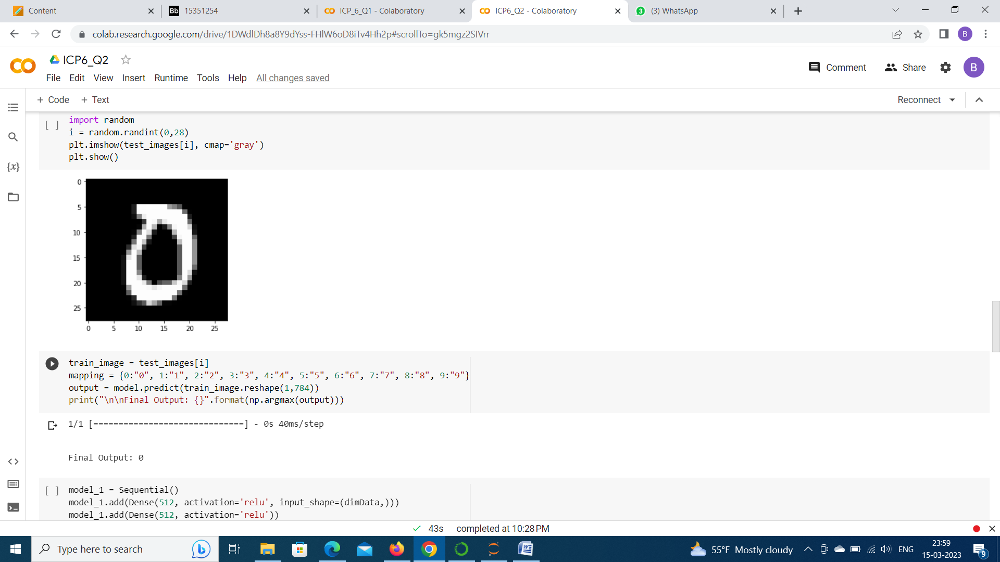 Content
Bb 15351254
ICP_6_Q1 - Colaboratory
ICP6_Q2 - Colaboratory
3 (3) WhatsApp
colab.research.google.com/drive/1DWdlDh8a8Y9dYss-FHlW6oD8iTv4Hh2p#scrollTo=gk5mgz2SIVrr
B
ICP6_Q2
Comment Share B
File Edit View Insert Runtime Tools Help All changes saved
+ Code + Text Reconnect
[ ] import random
i = random.randint(0,28)
plt.imshow(test_images[i], cmap='gray')
plt.show()
{x}
0
5
10
15
20
25
0 5 10 15 20 25
train_image = test_images[i]
mapping = {0:"0", 1:"1", 2:"2", 3:"3", 4:"4", 5:"5", 6:"6", 7:"7", 8:"8", 9:"9"}
output = model.predict(train_image.reshape(1,784))
print("\n\nFinal Output: {}".format(np.argmax(output)))
1/1 [==============================] - 0s 40ms/step
Final Output: 0
[ ] model_1 = Sequential()
model_1.add(Dense(512, activation='relu', input_shape=(dimData,)))
model_1.add(Dense(512, activation='relu'))
43s completed at 10:28 PM
Type here to search
55°F Mostly cloudy
ENG
23:59
15-03-2023
9